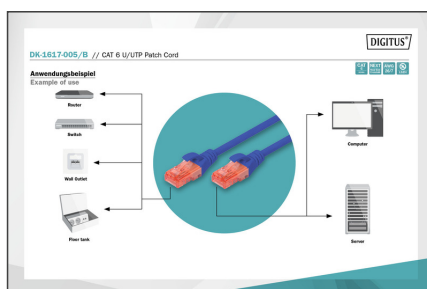 DIGITUS®
DK-1617-005/B // CAT 6 U/UTP Patch Cord
Anwendungsbeispiel
Example of use
Router
Switch
Wall Outlet
Floor tank
Computer
Server
CAT